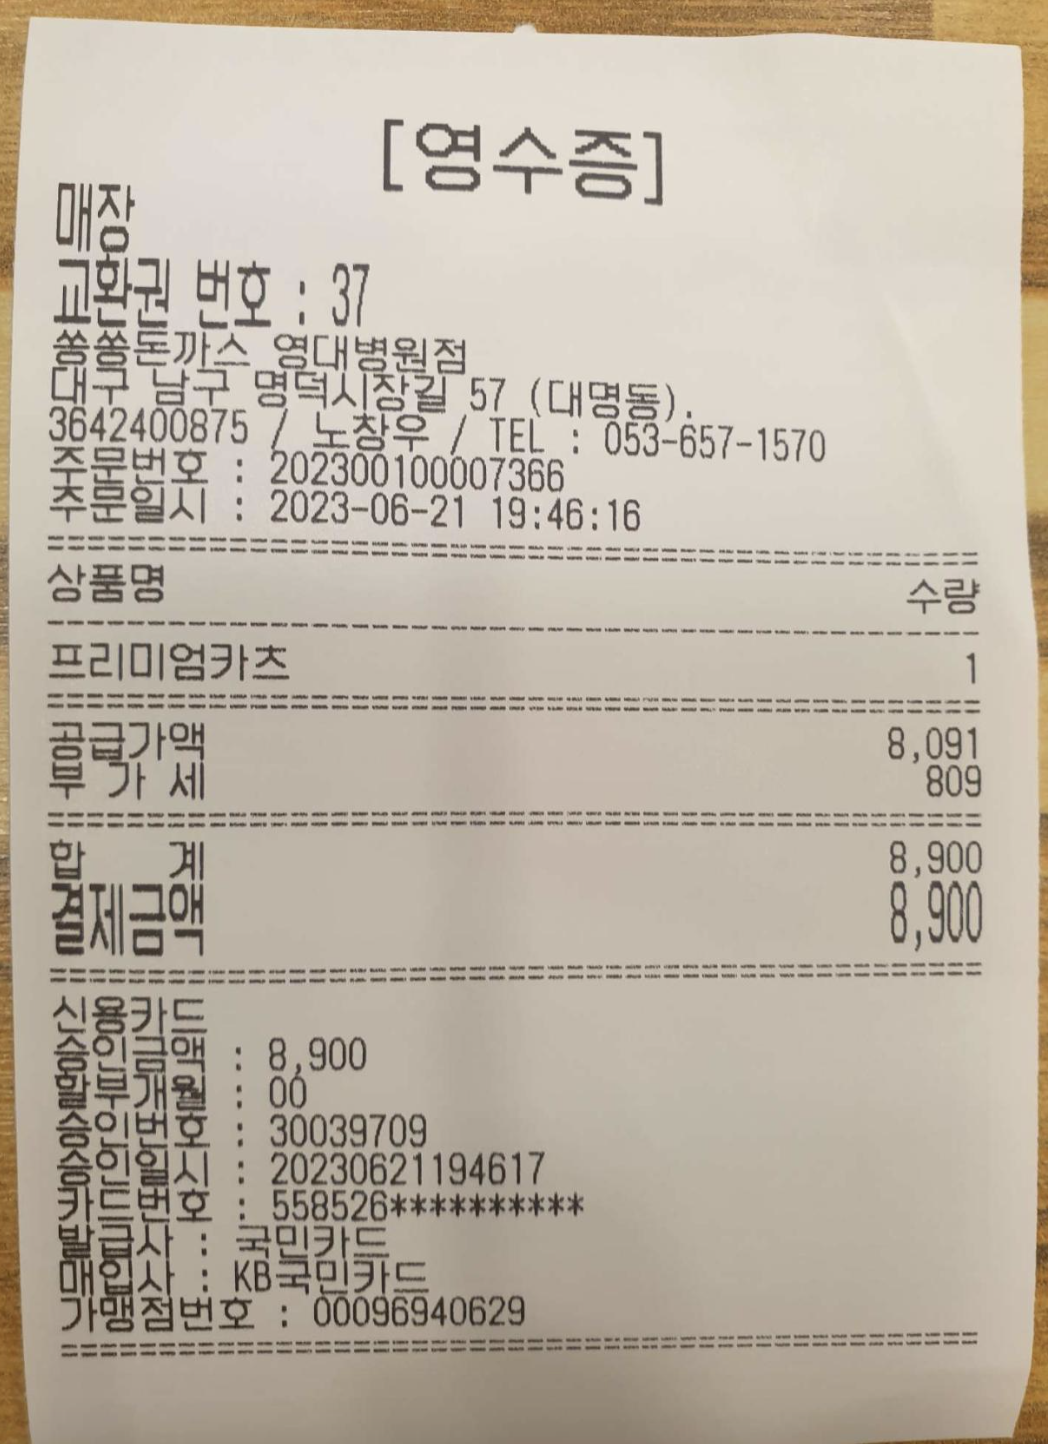 [영수증]
매장
교환권 번호 : 37
쏭쏭돈까스 영대병원점
대구 남구 명덕시장길 57 (대명동).
3642400875 / 노창우 / TEL : 053-657-1570
주문번호 : 202300100007366
주문일시 : 2023-06-21 19:46:16
상품명 수량
프리미엄카츠 1
공급가액 8,091
부 가 세 809
합 계 8,900
결제금액 8,900
신용카드
승인금액 : 8,900
할부개월 : 00
승인번호 : 30039709
승인일시 : 20230621194617
카드번호 : 558526**********
발급사 : 국민카드
매입사 : KB국민카드
가맹점번호 : 00096940629